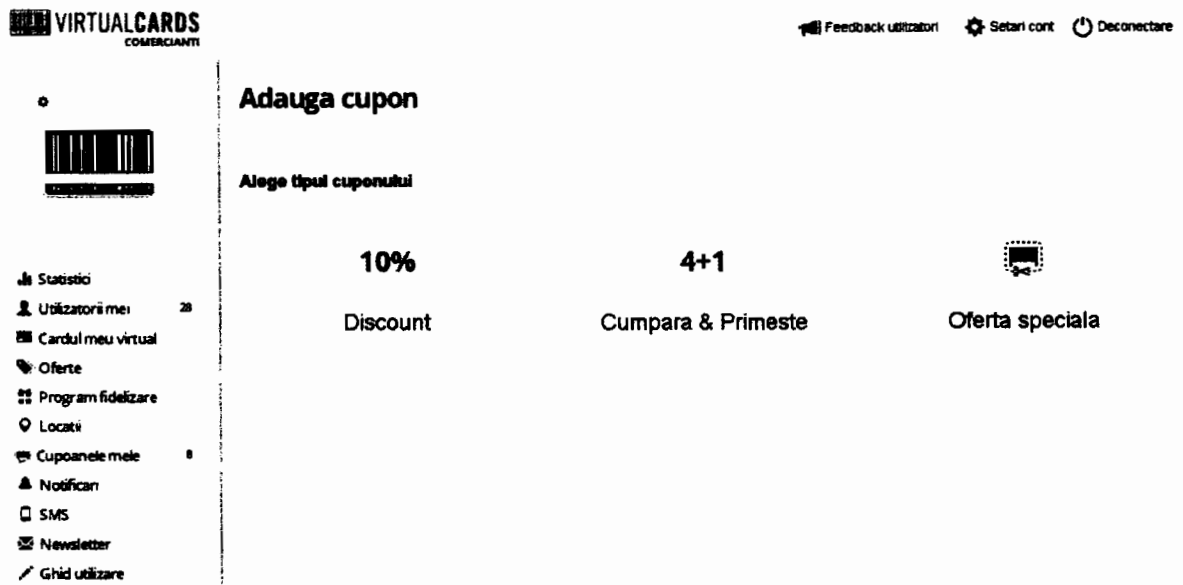 VIRTUALCARDS
COMERCIANTI
Feedback utilizatori
Setari cont
Deconectare
Adauga cupon
Alege tipul cuponului
10%
4+1
Discount
Cumpara & Primeste
Oferta speciala
Statistici
Utilizatorii mei 28
Cardul meu virtual
Oferte
Program fidelizare
Locatii
Cupoanele mele 8
Notificari
SMS
Newsletter
Ghid utilizare